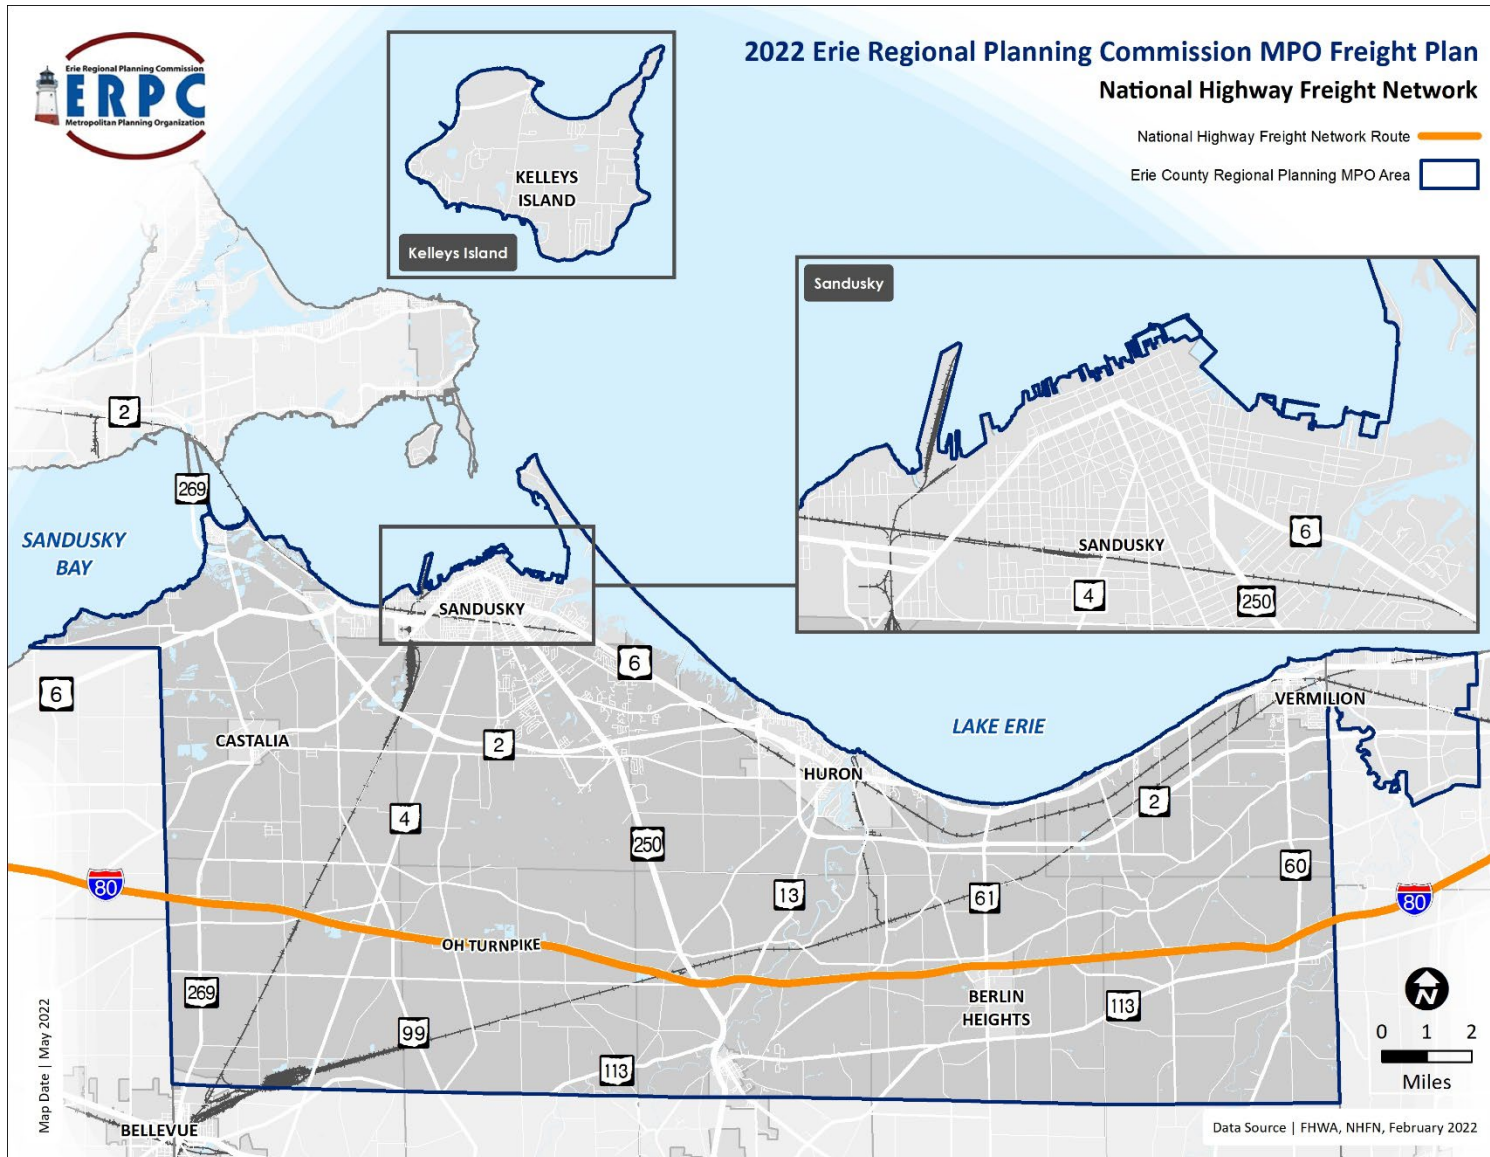 Erie Regional Planning Commission
ERPC
Metropolitan Planning Organization
2022 Erie Regional Planning Commission MPO Freight Plan
National Highway Freight Network
National Highway Freight Network Route
Erie County Regional Planning MPO Area
KELLEYS
ISLAND
Kelleys Island
Sandusky
6
SANDUSKY
4
250
2
269
SANDUSKY
BAY
SANDUSKY
6
6
CASTALIA
2
LAKE ERIE
VERMILION
HURON
2
4
250
60
80
13
61
80
OH TURNPIKE
269
BERLIN
HEIGHTS
113
99
113
BELLEVUE
N
0 1 2
Miles
Map Date | May 2022
Data Source | FHWA, NHFN, February 2022